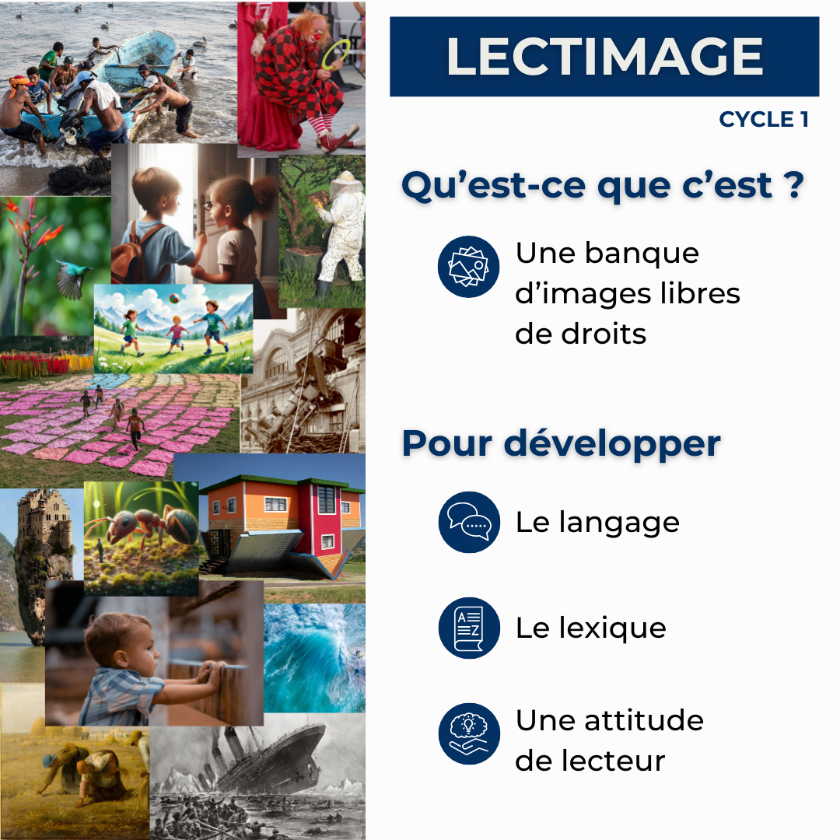 LECTIMAGE
CYCLE 1
Qu’est-ce que c’est ?
Une banque
d’images libres
de droits
Pour développer
Le langage
Le lexique
Une attitude
de lecteur
A
Z